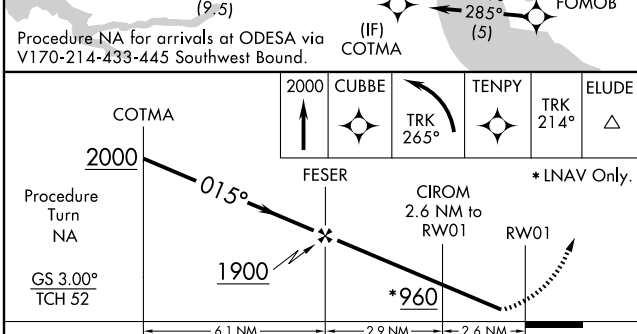 (9.5)
285°
(5)
FOMOB
(IF)
COTMA
Procedure NA for arrivals at ODESA via
V170-214-433-445 Southwest Bound.
2000
CUBBE
TRK
265°
TENPY
TRK
214°
ELUDE
COTMA
2000
015°
FESER
* LNAV Only.
CIROM
2.6 NM to
RW01
RW01
Procedure
Turn
NA
1900
GS 3.00°
TCH 52
*960
6.1 NM
2.9 NM
2.6 NM